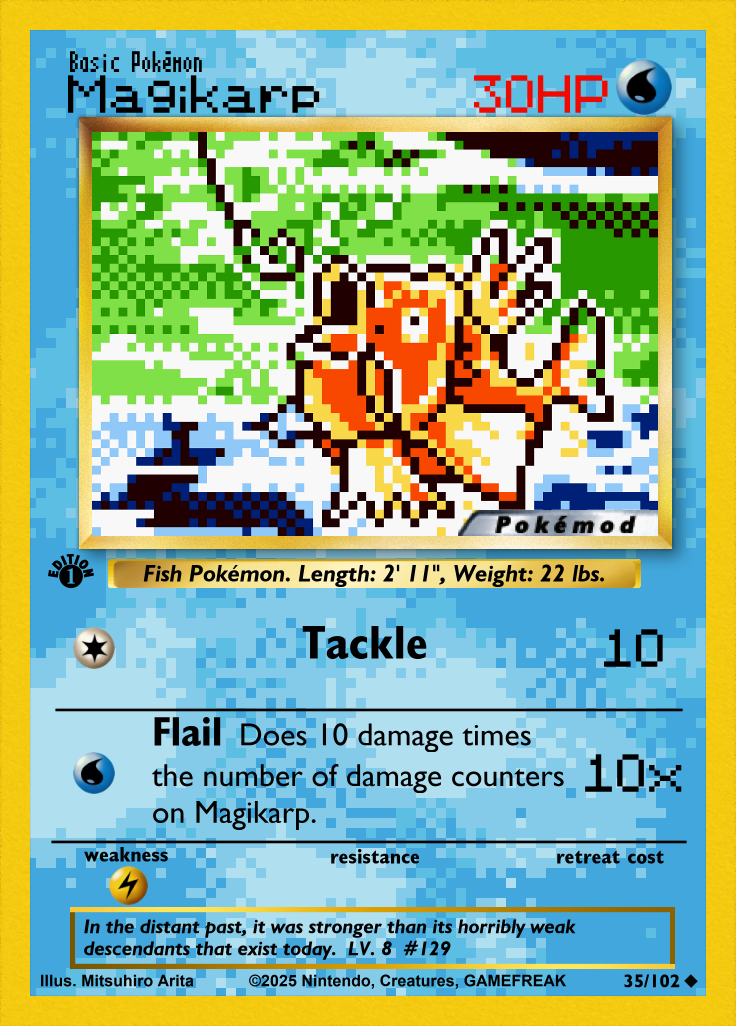 Basic Pokémon
Magikarp 30HP
Pokémod
EDITION
1
Fish Pokémon. Length: 2' 11", Weight: 22 lbs.
Tackle 10
Flail Does 10 damage times
the number of damage counters 10x
on Magikarp.
weakness resistance retreat cost
In the distant past, it was stronger than its horribly weak
descendants that exist today. LV. 8 #129
Illus. Mitsuhiro Arita ©2025 Nintendo, Creatures, GAMEFREAK 35/102